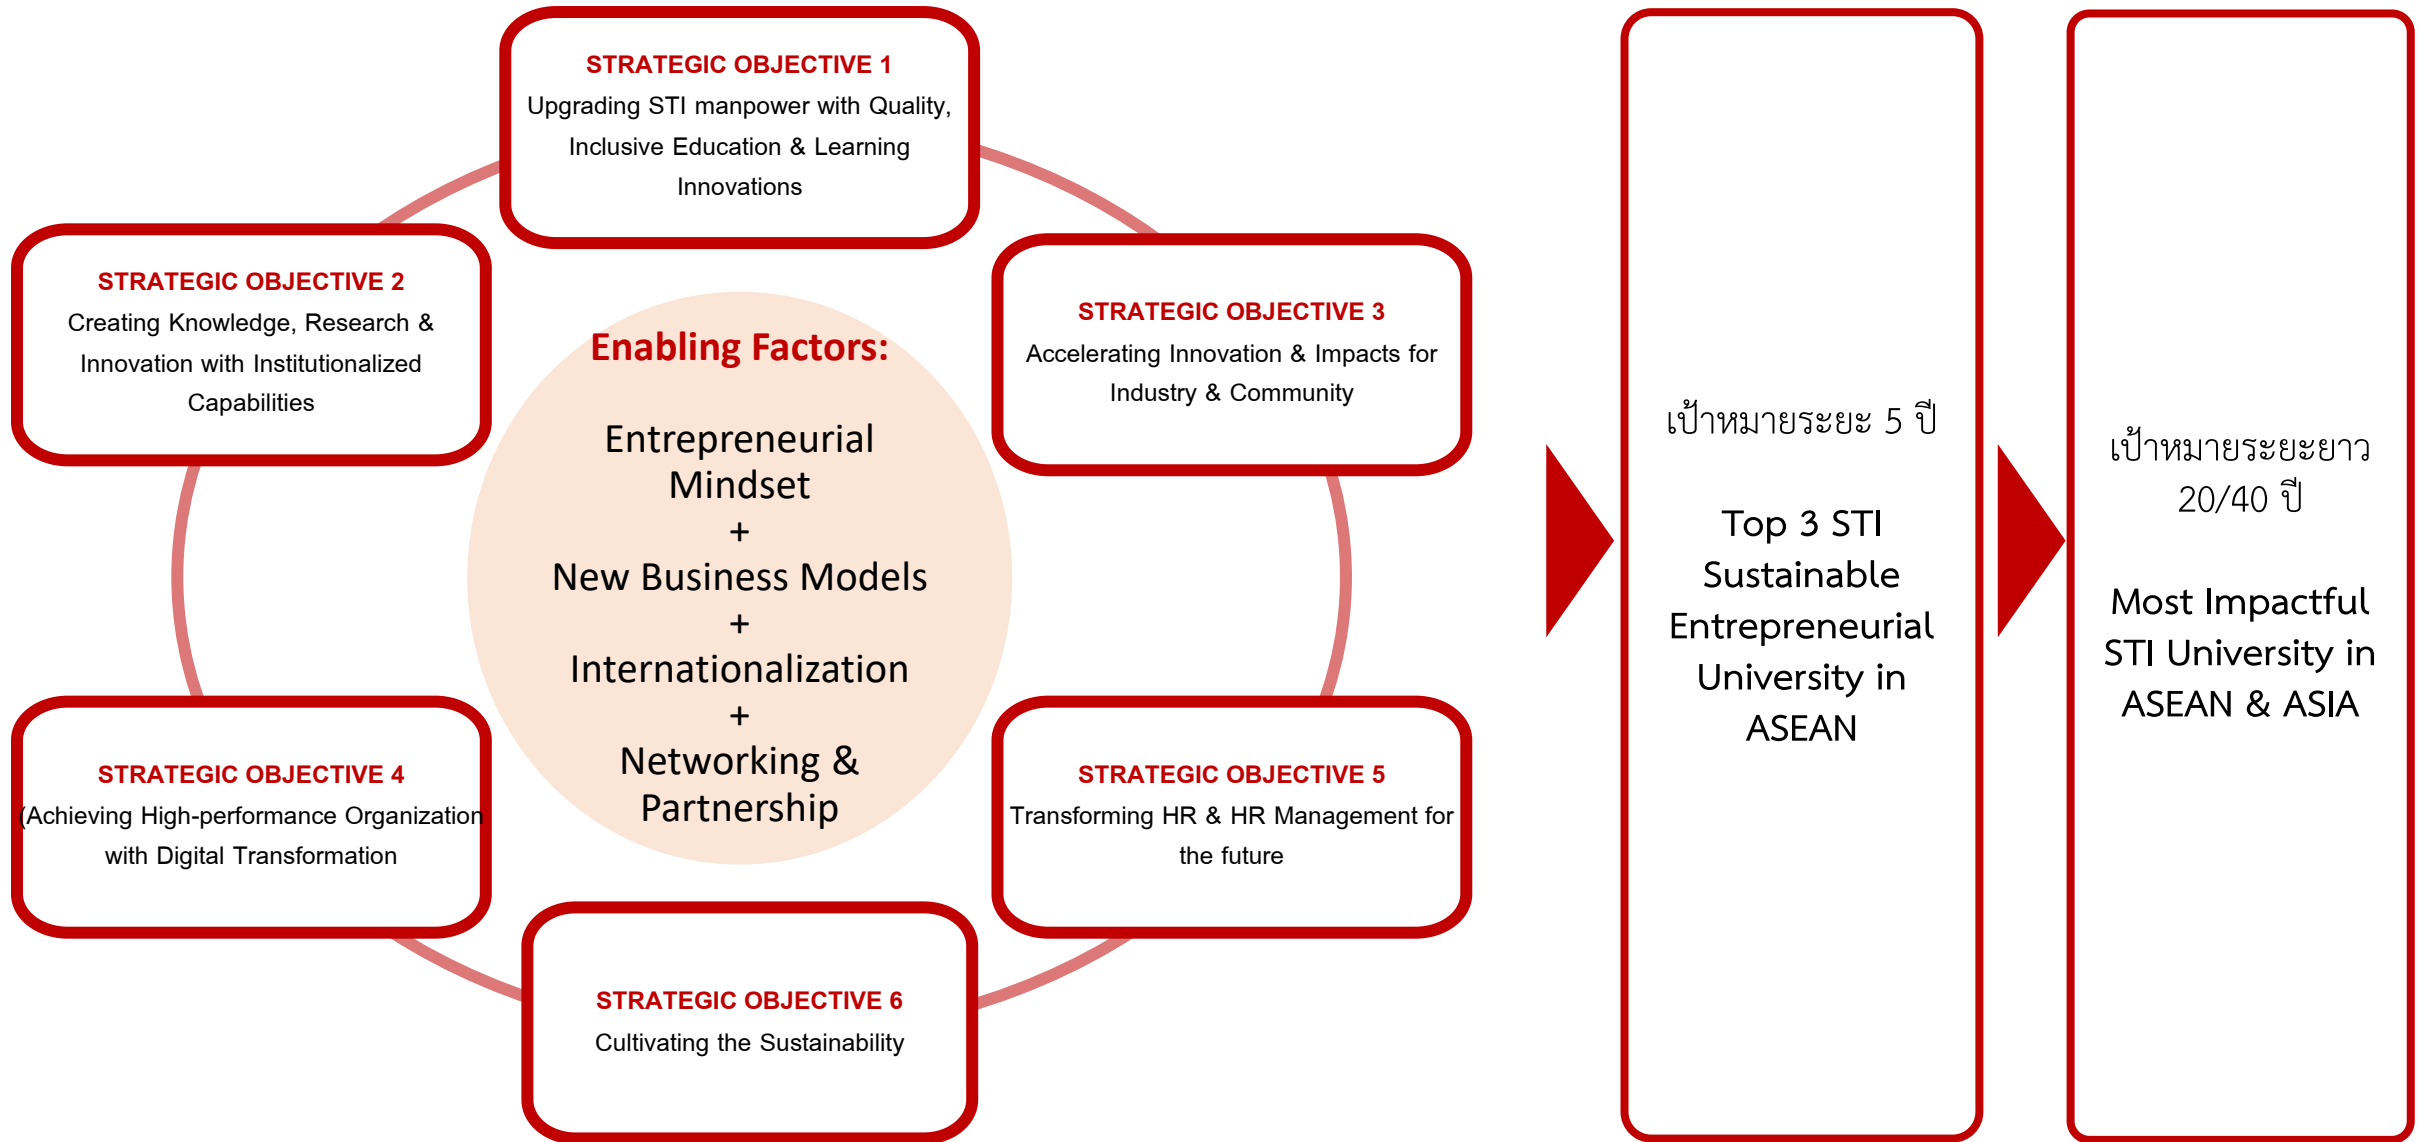 STRATEGIC OBJECTIVE 1
Upgrading STI manpower with Quality,
Inclusive Education & Learning
Innovations
STRATEGIC OBJECTIVE 2
Creating Knowledge, Research &
Innovation with Institutionalized
Capabilities
STRATEGIC OBJECTIVE 3
Accelerating Innovation & Impacts for
Industry & Community
Enabling Factors:
Entrepreneurial
Mindset
+
New Business Models
+
Internationalization
+
Networking &
Partnership
STRATEGIC OBJECTIVE 4
(Achieving High-performance Organization
with Digital Transformation
STRATEGIC OBJECTIVE 5
Transforming HR & HR Management for
the future
STRATEGIC OBJECTIVE 6
Cultivating the Sustainability
เป้าหมายระยะ 5 ปี
Top 3 STI
Sustainable
Entrepreneurial
University in
ASEAN
เป้าหมายระยะยาว
20/40 ปี
Most Impactful
STI University in
ASEAN & ASIA